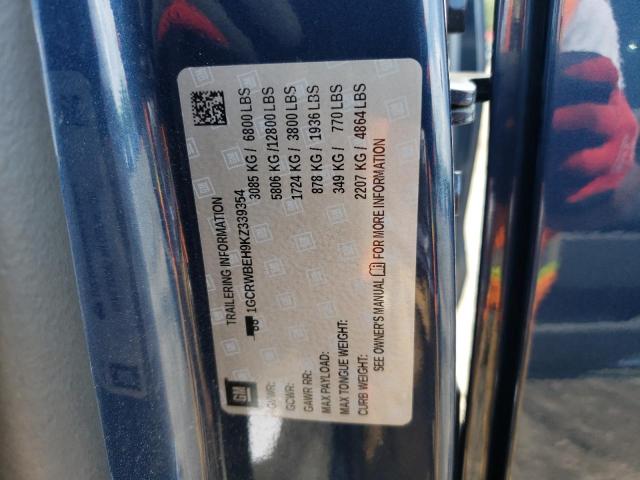 GM
TRAILERING INFORMATION
1GCRWBEH9KZ339354
GVWR: 3085 KG / 6800 LBS
GCWR: 5806 KG /12800 LBS
GAWR RR: 1724 KG / 3800 LBS
MAX PAYLOAD: 878 KG / 1936 LBS
MAX TONGUE WEIGHT: 349 KG / 770 LBS
CURB WEIGHT: 2207 KG / 4864 LBS
SEE OWNER'S MANUAL FOR MORE INFORMATION